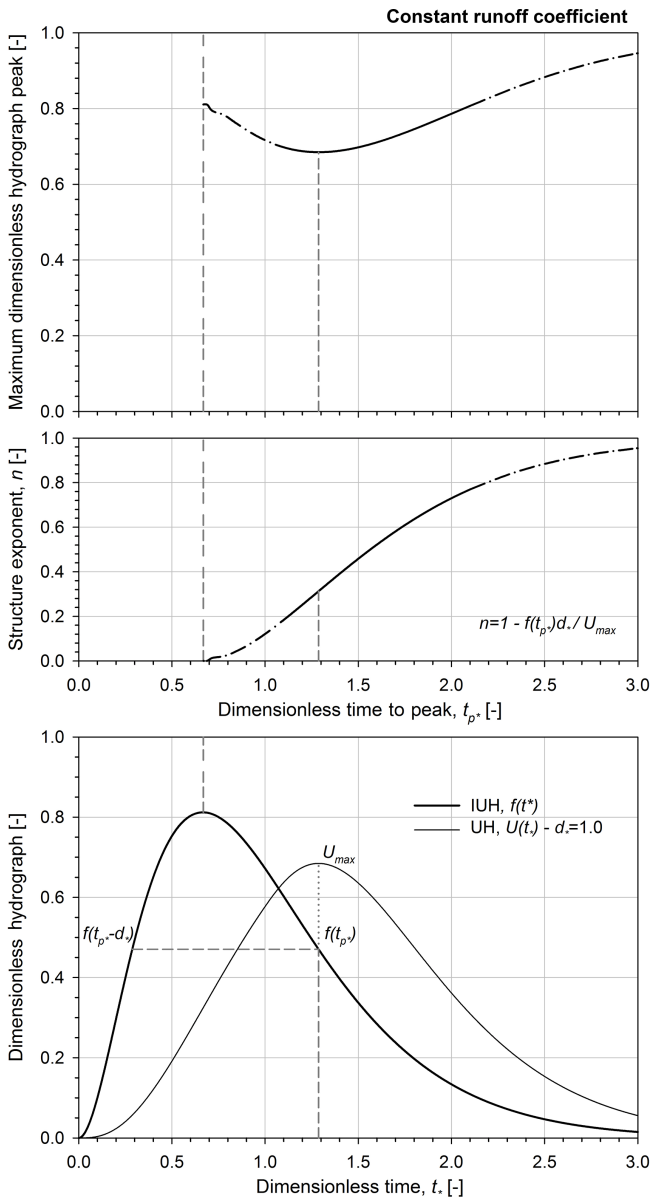 Constant runoff coefficient
Maximum dimensionless hydrograph peak [-]
1.0
0.8
0.6
0.4
0.2
0.0
Structure exponent, n [-]
1.0
0.8
0.6
0.4
0.2
0.0
n=1 - f(tp*)d* / Umax
0.0 0.5 1.0 1.5 2.0 2.5 3.0
Dimensionless time to peak, tp* [-]
Dimensionless hydrograph [-]
1.0
0.8
0.6
0.4
0.2
0.0
IUH, f(t*)
UH, U(t*) - d*=1.0
Umax
f(tp*-d*)
f(tp*)
0.0 0.5 1.0 1.5 2.0 2.5 3.0
Dimensionless time, t* [-]